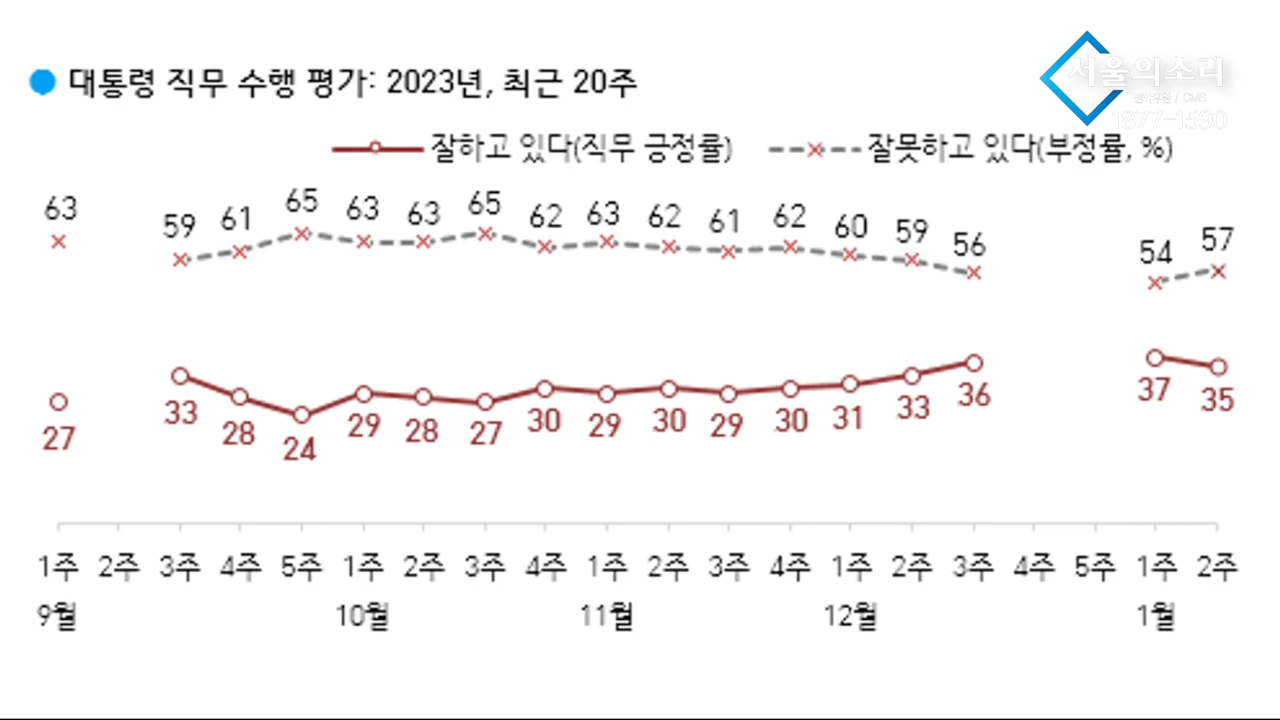 대통령 직무 수행 평가: 2023년, 최근 20주
서울의소리
1877-1590
잘하고 있다(직무 긍정률) 잘못하고 있다(부정률, %)
63 59 61 65 63 63 65 62 63 62 61 62 60 59 56 54 57
27 33 28 24 29 28 27 30 29 30 29 30 31 33 36 37 35
1주 2주 3주 4주 5주 1주 2주 3주 4주 1주 2주 3주 4주 1주 2주 3주 4주 5주 1주 2주
9월 10월 11월 12월 1월